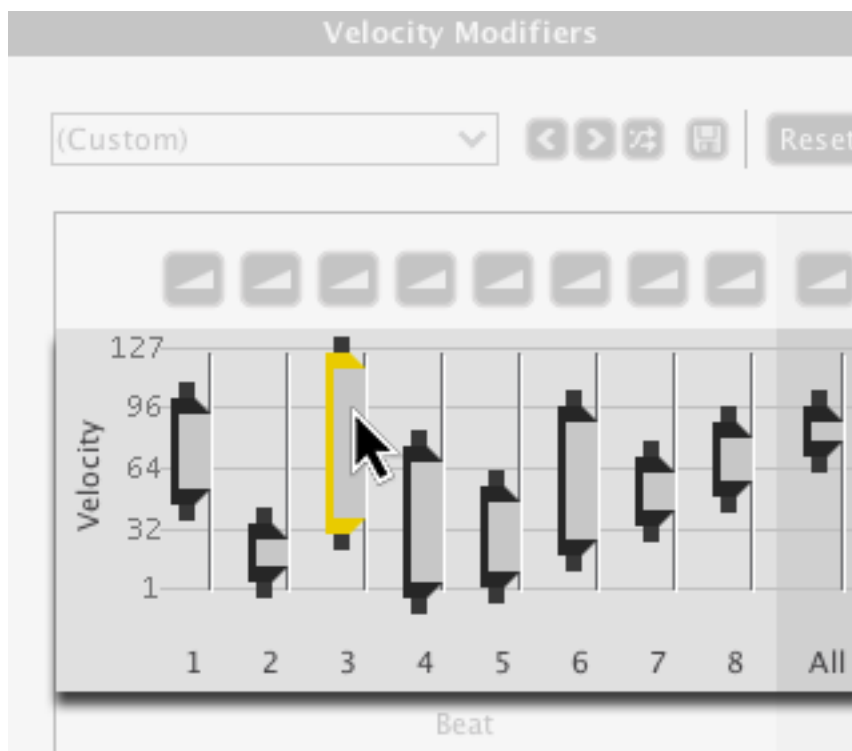 Velocity Modifiers
(Custom)
Reset
127
96
Velocity
64
32
1
1 2 3 4 5 6 7 8 All
Beat